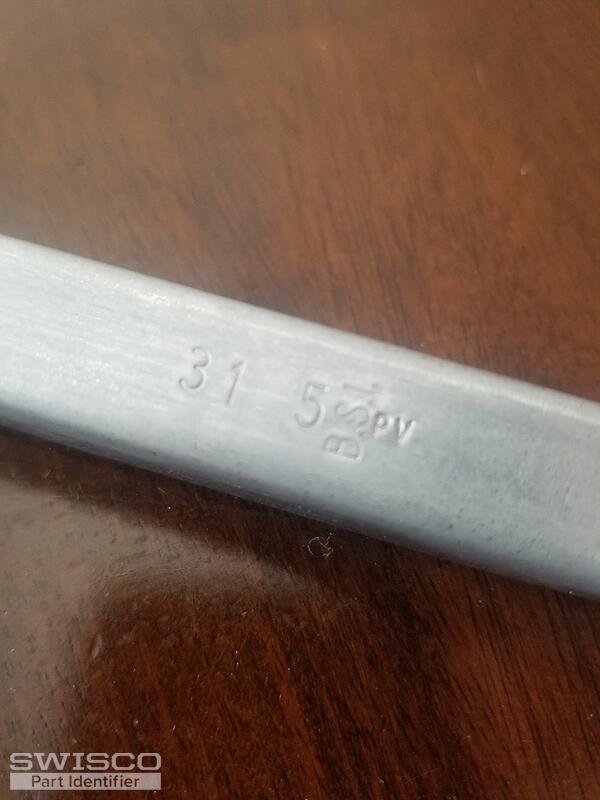 31 5
BSI
PV
SWISCO
Part Identifier